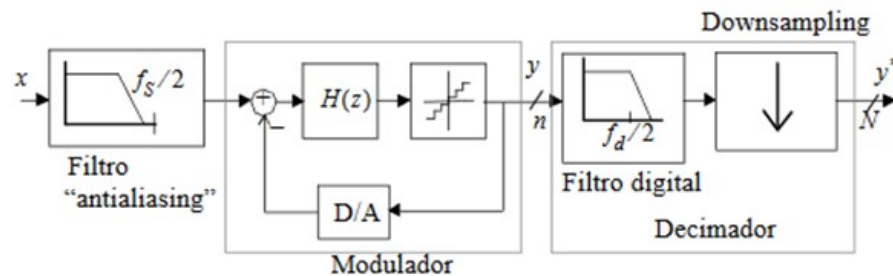 Downsampling
x
f_S/2
+
−
H(z)
y
n
f_d/2
y'
N
Filtro
“antialiasing”
D/A
Filtro digital
Modulador
Decimador